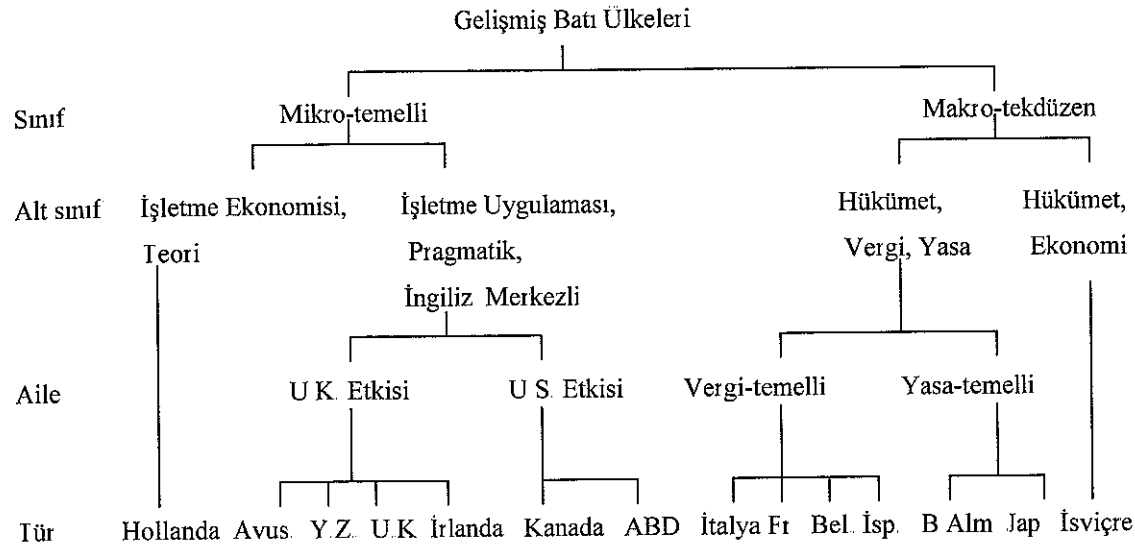 Gelişmiş Batı Ülkeleri
Sınıf Mikro-temelli Makro-tekdüzen
Alt sınıf İşletme Ekonomisi, İşletme Uygulaması, Hükümet, Hükümet,
Teori Pragmatik, Vergi, Yasa Ekonomi
İngiliz Merkezli
Aile U K. Etkisi U S. Etkisi Vergi-temelli Yasa-temelli
Tür Hollanda Avus. Y.Z. U.K İrlanda Kanada ABD İtalya Fr Bel. İsp. B Alm Jap İsviçre